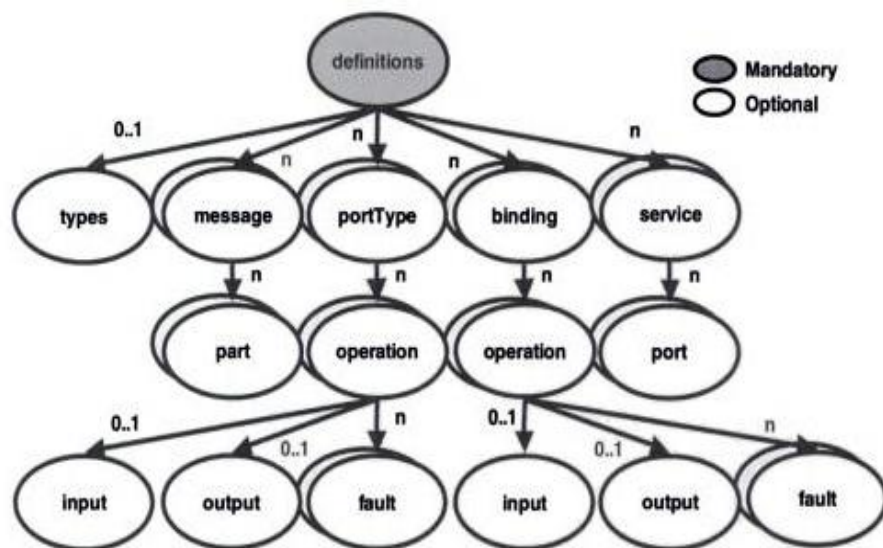 definitions
Mandatory
Optional
0..1
n
n
n
n
types
message
portType
binding
service
n
n
n
n
part
operation
operation
port
0..1
0..1
n
0..1
0..1
n
input
output
fault
input
output
fault